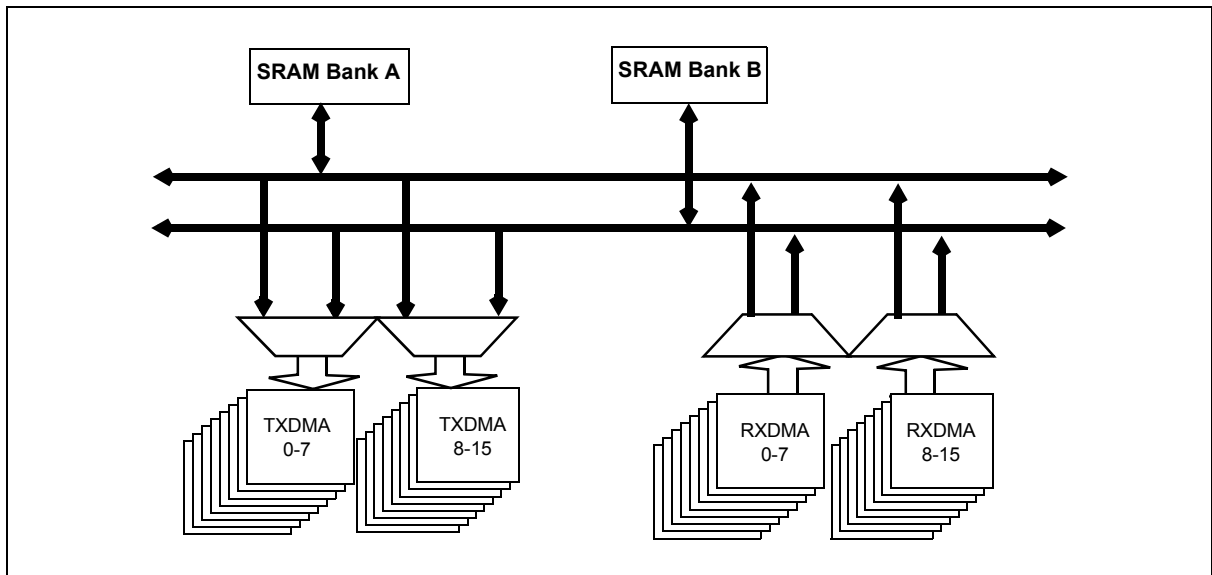 SRAM Bank A
SRAM Bank B
TXDMA
0-7
TXDMA
8-15
RXDMA
0-7
RXDMA
8-15